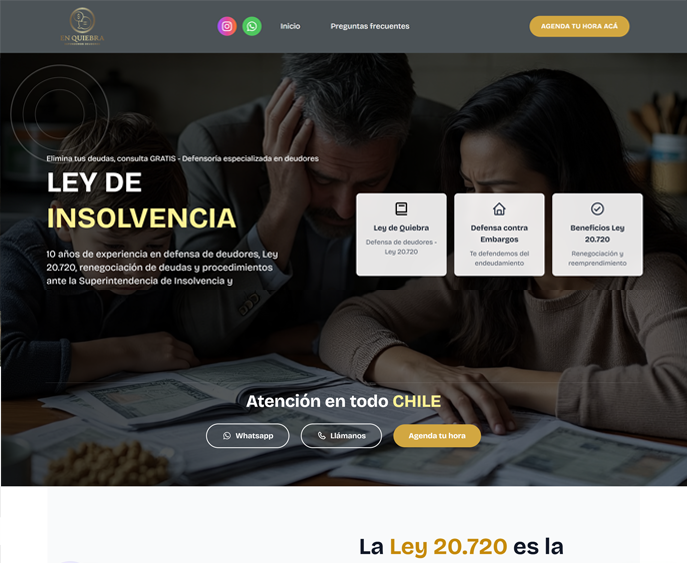 EN QUIEBRA
Inicio
Preguntas frecuentes
AGENDA TU HORA ACÁ
Elimina tus deudas, consulta GRATIS - Defensoría especializada en deudores
LEY DE
INSOLVENCIA
10 años de experiencia en defensa de deudores, Ley
20.720, renegociación de deudas y procedimientos
ante la Superintendencia de Insolvencia y
Ley de Quiebra
Defensa de deudores -
Ley 20.720
Defensa contra
Embargos
Te defendemos del
endeudamiento
Beneficios Ley
20.720
Renegociación y
reemprendimiento
Atención en todo CHILE
Whatsapp
Llámanos
Agenda tu hora
La Ley 20.720 es la